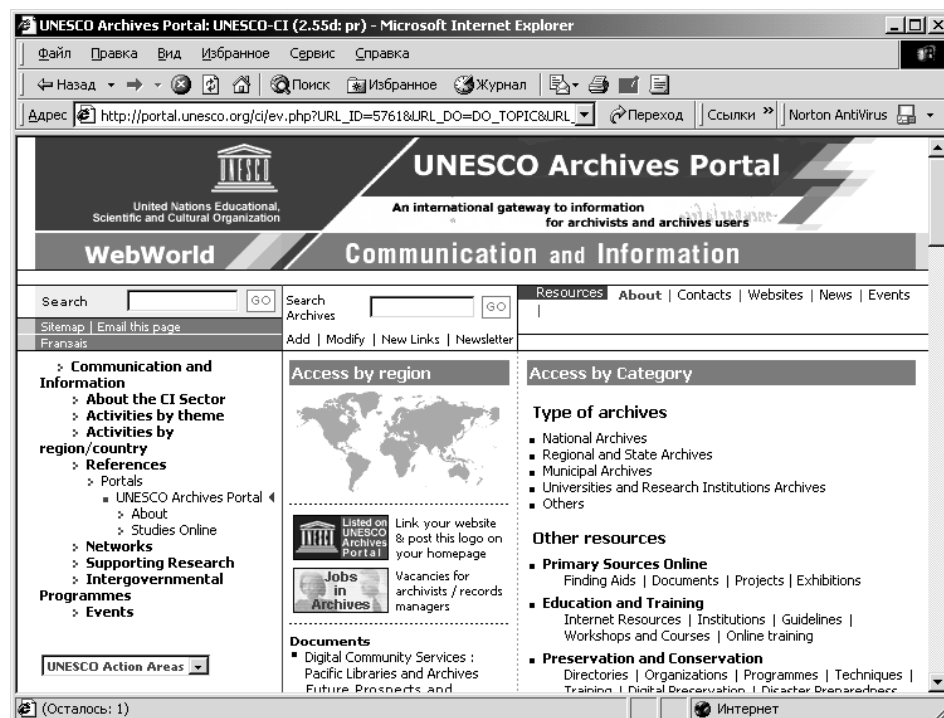 UNESCO Archives Portal: UNESCO-CI (2.55d: pr) - Microsoft Internet Explorer
Файл Правка Вид Избранное Сервис Справка
Назад Поиск Избранное Журнал
Адрес http://portal.unesco.org/ci/ev.php?URL_ID=5761&URL_DO=DO_TOPIC&URL_ Переход Ссылки » Norton AntiVirus
UNESCO
UNESCO Archives Portal
United Nations Educational,
Scientific and Cultural Organization
An international gateway to information
for archivists and archives users
WebWorld
Communication and Information
Search GO
Sitemap | Email this page
Franзais
Search
Archives GO
Add | Modify | New Links | Newsletter
Resources About | Contacts | Websites | News | Events
|
Communication and
Information
About the CI Sector
Activities by theme
Activities by
region/country
References
Portals
UNESCO Archives Portal
About
Studies Online
Networks
Supporting Research
Intergovernmental
Programmes
Events
UNESCO Action Areas
Access by region
Listed on
UNESCO
Archives
Portal
Link your website
& post this logo on
your homepage
Jobs
in
Archives
Vacancies for
archivists / records
managers
Documents
Digital Community Services :
Pacific Libraries and Archives
Future Prospects and
Access by Category
Type of archives
National Archives
Regional and State Archives
Municipal Archives
Universities and Research Institutions Archives
Others
Other resources
Primary Sources Online
Finding Aids | Documents | Projects | Exhibitions
Education and Training
Internet Resources | Institutions | Guidelines |
Workshops and Courses | Online training
Preservation and Conservation
Directories | Organizations | Programmes | Techniques |
Training | Digital Preservation | Disaster Preparedness
(Осталось: 1)
Интернет